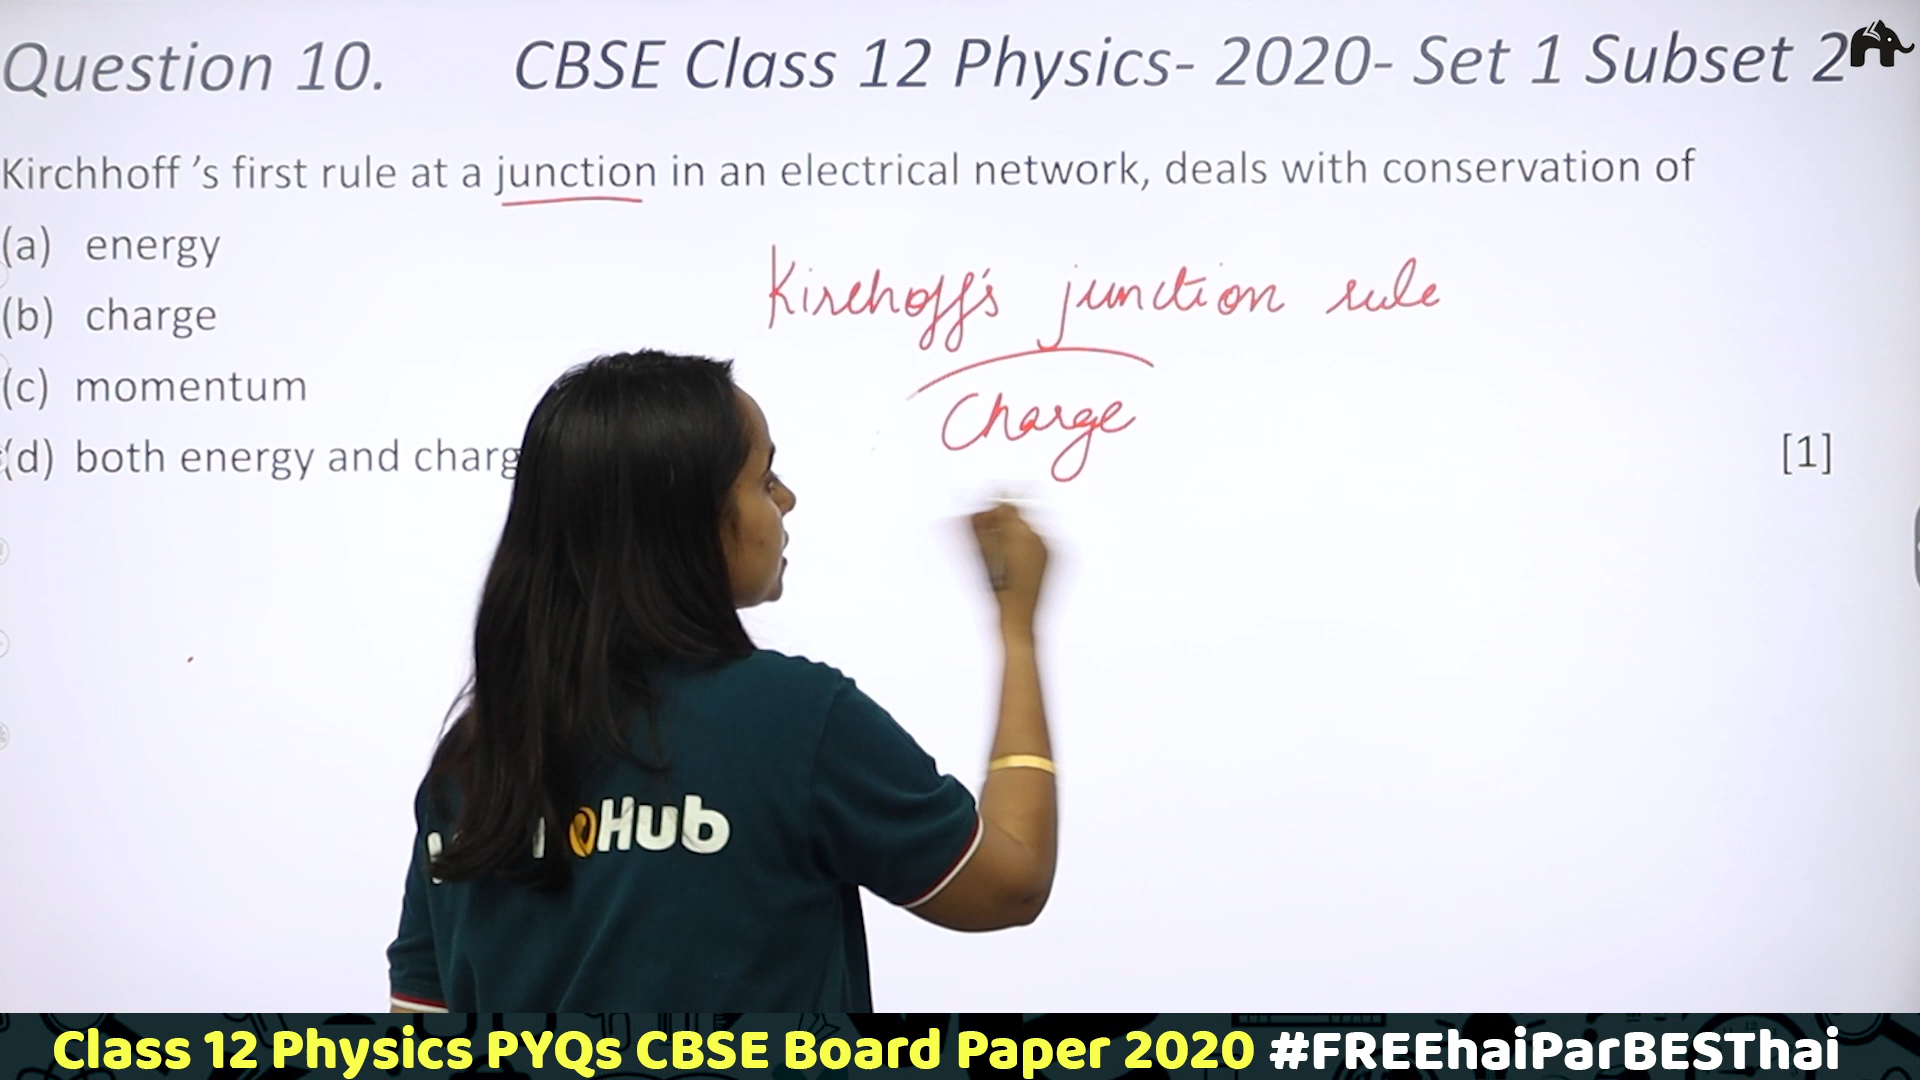 Question 10. CBSE Class 12 Physics- 2020- Set 1 Subset 2
Kirchhoff 's first rule at a junction in an electrical network, deals with conservation of
(a) energy
(b) charge
(c) momentum
(d) both energy and charg
[1]
Kirchoff's junction rule
Charge
Hub
Class 12 Physics PYQs CBSE Board Paper 2020 #FREEhaiParBESThai